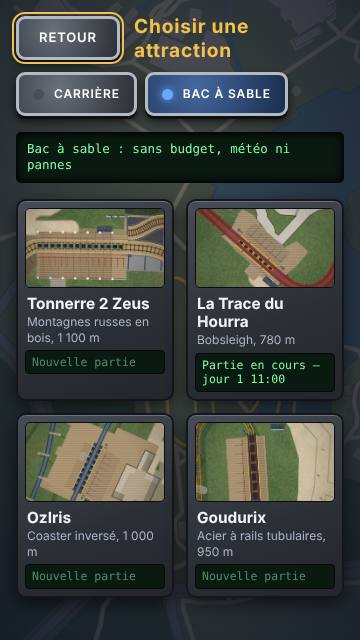 RETOUR
Choisir une
attraction
CARRIÈRE
BAC À SABLE
Bac à sable : sans budget, météo ni
pannes
Tonnerre 2 Zeus
Montagnes russes en
bois, 1 100 m
Nouvelle partie
La Trace du
Hourra
Bobsleigh, 780 m
Partie en cours –
jour 1 11:00
OzIris
Coaster inversé, 1 000
m
Nouvelle partie
Goudurix
Acier à rails tubulaires,
950 m
Nouvelle partie